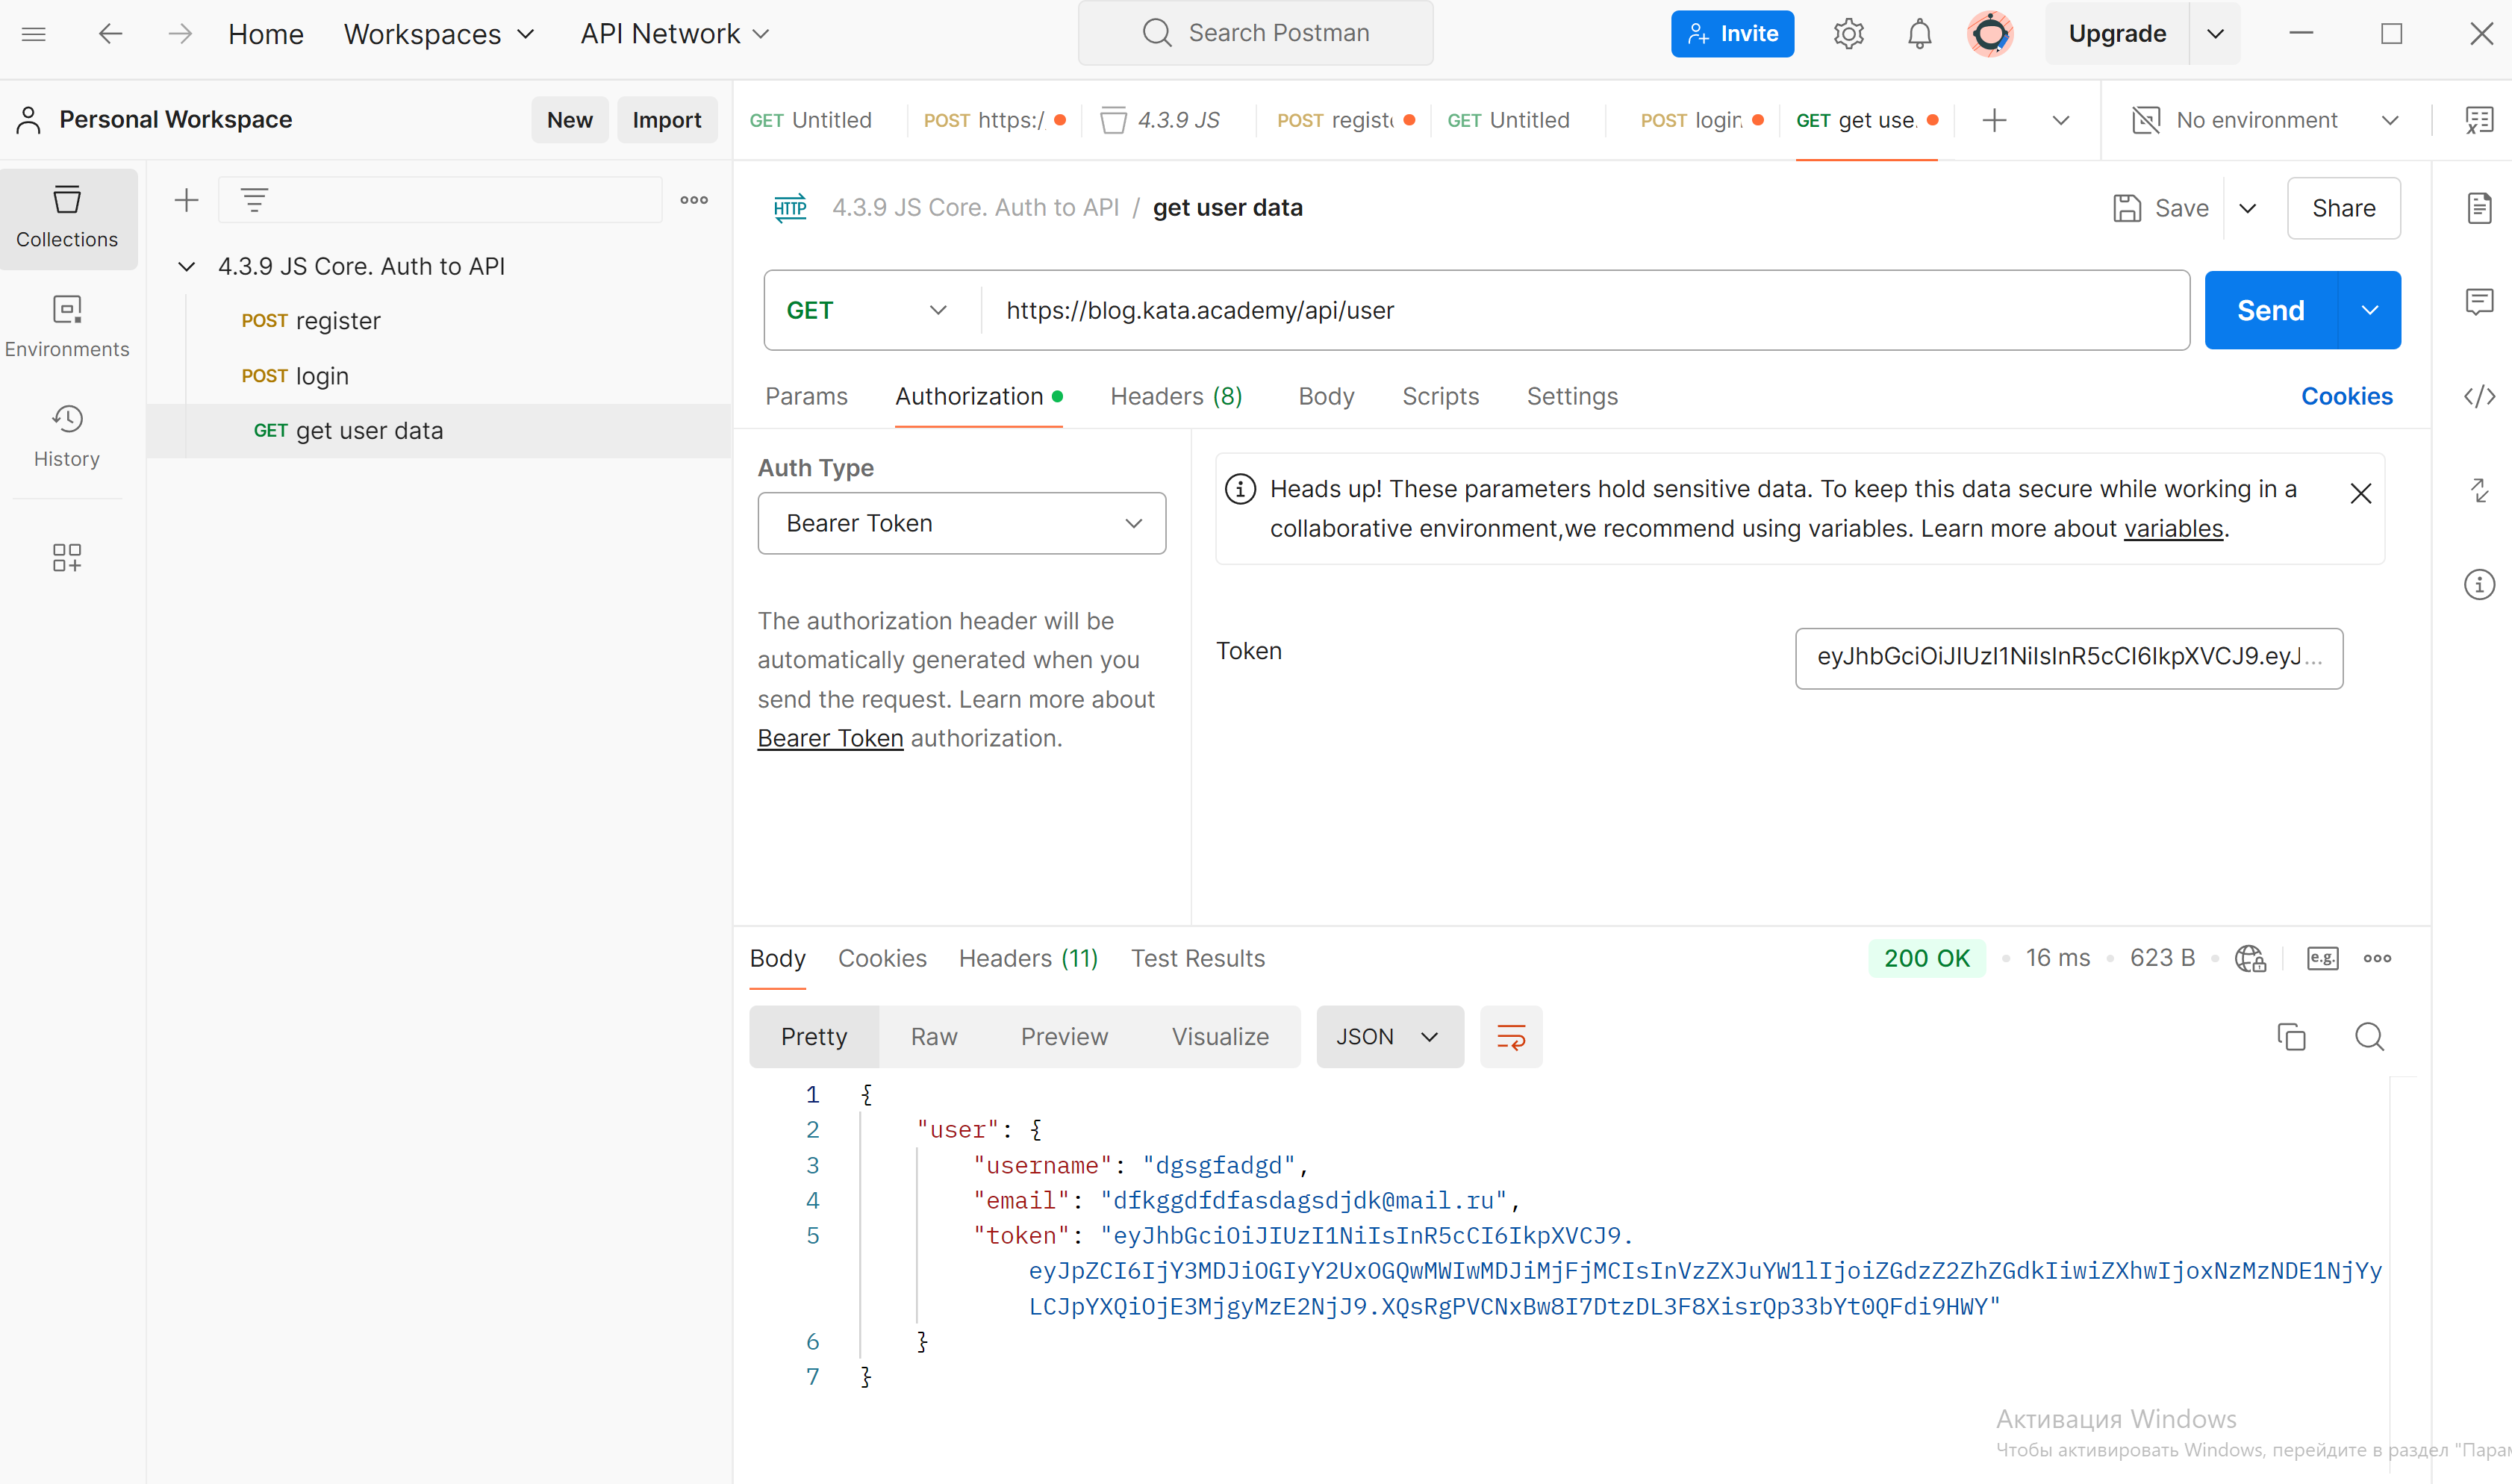 Home
Workspaces
API Network
Search Postman
Invite
Upgrade
Personal Workspace
New
Import
GET Untitled
POST https:/
4.3.9 JS
POST registe
GET Untitled
POST login
GET get use.
No environment
Collections
Environments
History
4.3.9 JS Core. Auth to API
POST register
POST login
GET get user data
HTTP
4.3.9 JS Core. Auth to API / get user data
Save
Share
GET
https://blog.kata.academy/api/user
Send
Params
Authorization
Headers (8)
Body
Scripts
Settings
Cookies
Auth Type
Bearer Token
The authorization header will be
automatically generated when you
send the request. Learn more about
Bearer Token authorization.
Heads up! These parameters hold sensitive data. To keep this data secure while working in a
collaborative environment,we recommend using variables. Learn more about variables.
Token
eyJhbGciOiJIUzI1NiIsInR5cCI6IkpXVCJ9.eyJ...
Body
Cookies
Headers (11)
Test Results
200 OK
16 ms
623 B
e.g.
Pretty
Raw
Preview
Visualize
JSON
1 {
2 "user": {
3 "username": "dgsgfadgd",
4 "email": "dfkggdfdfasdagsdjdk@mail.ru",
5 "token": "eyJhbGciOiJIUzI1NiIsInR5cCI6IkpXVCJ9.
eyJpZCI6IjY3MDJiOGIyY2UxOGQwMWIwMDJiMjFjMCIsInVzZXJuYW1lIjoiZGdzZ2ZhZGdkIiwiZXhwIjoxNzMzNDE1NjYy
LCJpYXQiOjE3MjgyMzE2NjJ9.XQsRgPVCNxBw8I7DtzDL3F8XisrQp33bYt0QFdi9HWY"
6 }
7 }
Активация Windows
Чтобы активировать Windows, перейдите в раздел "Парам